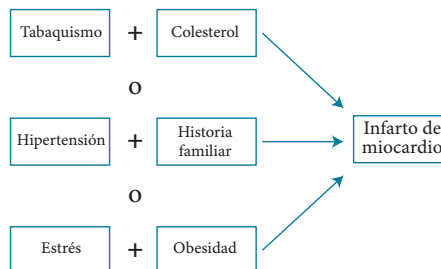 Tabaquismo + Colesterol
o
Hipertensión + Historia familiar
Infarto de miocardio
o
Estrés + Obesidad